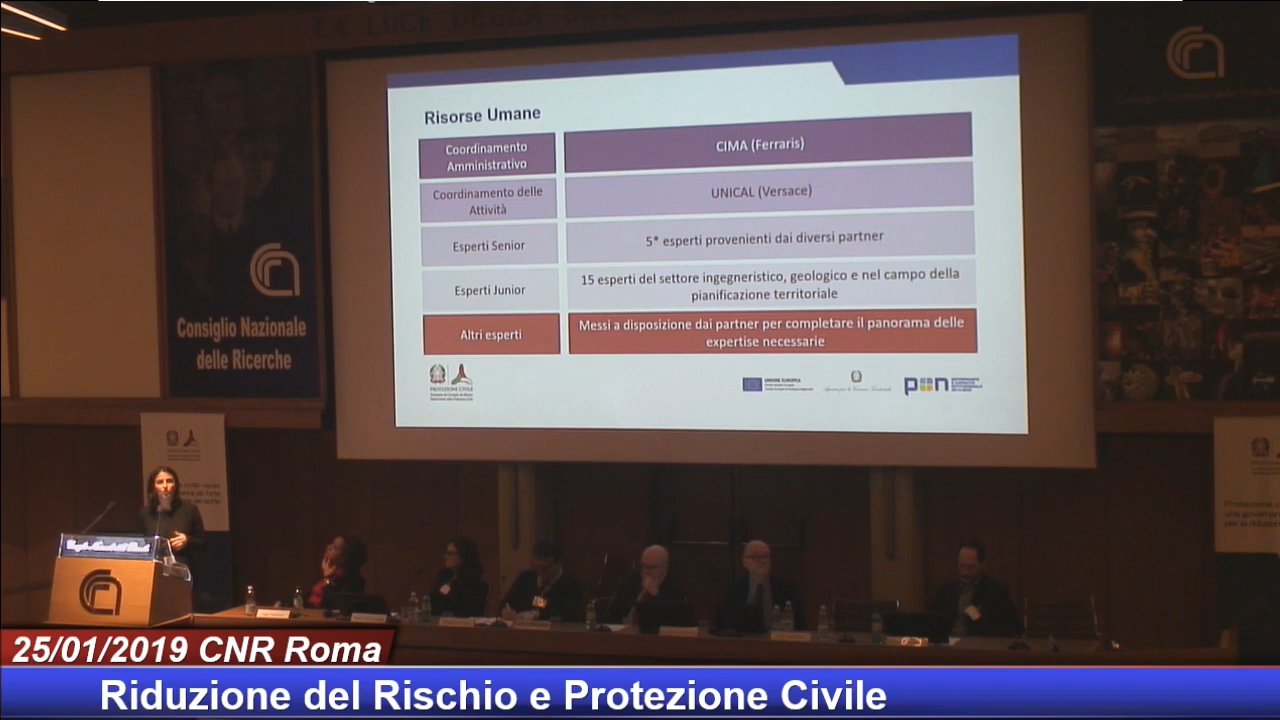 LA LUCE DELLA
Risorse Umane
Coordinamento
Amministrativo
CIMA (Ferraris)
Coordinamento delle
Attività
UNICAL (Versace)
Esperti Senior
5* esperti provenienti dai diversi partner
Esperti Junior
15 esperti del settore ingegneristico, geologico e nel campo della
pianificazione territoriale
Altri esperti
Messi a disposizione dai partner per completare il panorama delle
expertise necessarie
PROTEZIONE CIVILE
UNIONE EUROPEA
pon
Consiglio Nazionale
delle Ricerche
25/01/2019 CNR Roma
Riduzione del Rischio e Protezione Civile